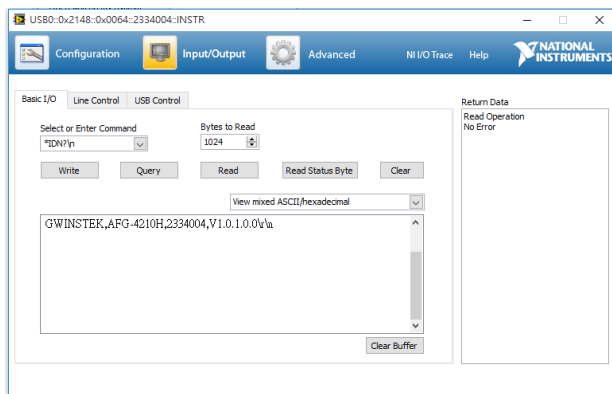 USB0::0x2148::0x0064::2334004::INSTR
Configuration
Input/Output
Advanced
NI I/O Trace
Help
NATIONAL
INSTRUMENTS
Basic I/O
Line Control
USB Control
Return Data
Read Operation
No Error
Select or Enter Command
Bytes to Read
*IDN?\n
1024
Write
Query
Read
Read Status Byte
Clear
View mixed ASCII/hexadecimal
GWINSTEK,AFG-4210H,2334004,V1.0.1.0.0\r\n
Clear Buffer